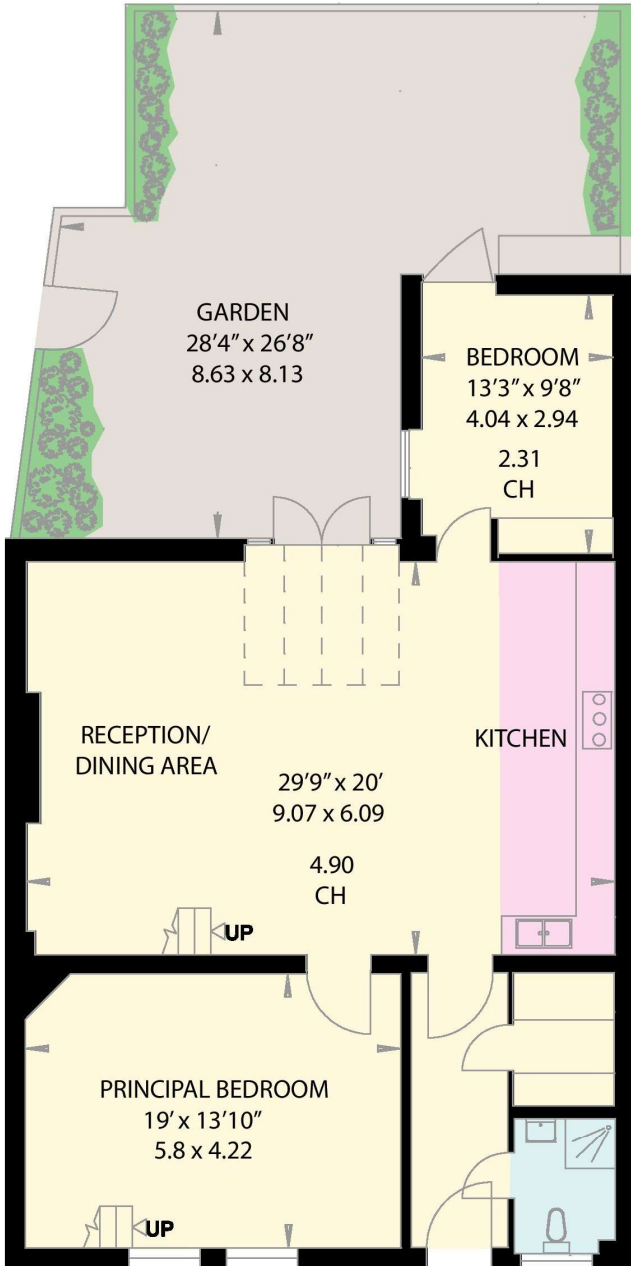 GARDEN
28'4" x 26'8"
8.63 x 8.13
BEDROOM
13'3" x 9'8"
4.04 x 2.94
2.31
CH
RECEPTION/
DINING AREA
KITCHEN
29'9" x 20'
9.07 x 6.09
4.90
CH
UP
PRINCIPAL BEDROOM
19' x 13'10"
5.8 x 4.22
UP